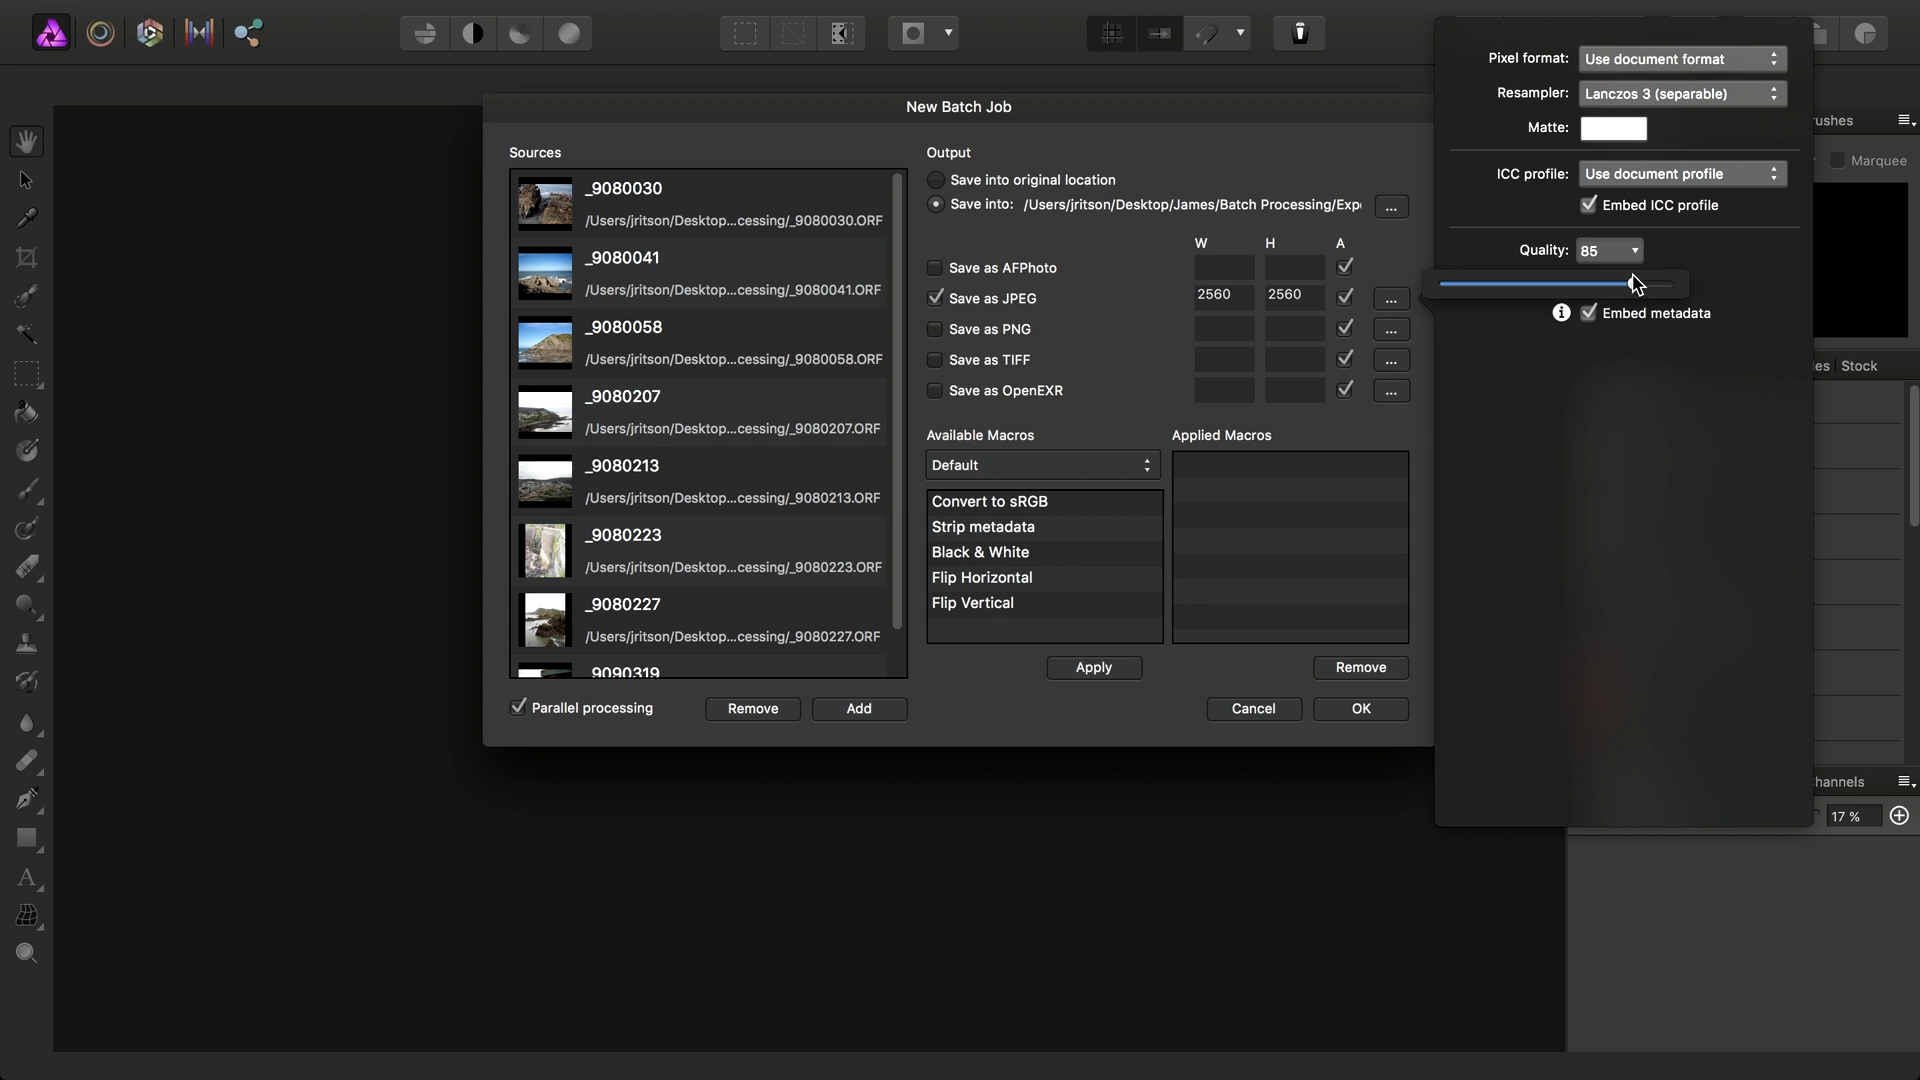 New Batch Job
Sources
_9080030
/Users/jritson/Desktop...cessing/_9080030.ORF
_9080041
/Users/jritson/Desktop...cessing/_9080041.ORF
_9080058
/Users/jritson/Desktop...cessing/_9080058.ORF
_9080207
/Users/jritson/Desktop...cessing/_9080207.ORF
_9080213
/Users/jritson/Desktop...cessing/_9080213.ORF
_9080223
/Users/jritson/Desktop...cessing/_9080223.ORF
_9080227
/Users/jritson/Desktop...cessing/_9080227.ORF
_9090319
Parallel processing
Remove
Add
Output
Save into original location
Save into: /Users/jritson/Desktop/James/Batch Processing/Exp
...
W H A
Save as AFPhoto
Save as JPEG 2560 2560 ...
Save as PNG ...
Save as TIFF ...
Save as OpenEXR ...
Available Macros
Default
Convert to sRGB
Strip metadata
Black & White
Flip Horizontal
Flip Vertical
Apply
Applied Macros
Remove
Cancel
OK
Pixel format: Use document format
Resampler: Lanczos 3 (separable)
Matte:
ICC profile: Use document profile
Embed ICC profile
Quality: 85
Embed metadata
rushes
Marquee
les Stock
hannels
17 %